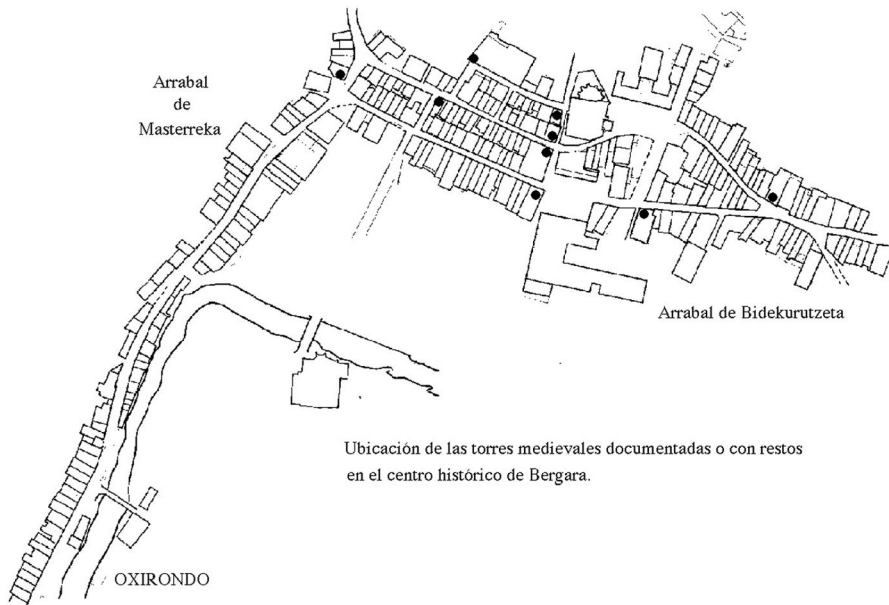 Arrabal
de
Masterreka
Arrabal de Bidekurutzeta
Ubicación de las torres medievales documentadas o con restos
en el centro histórico de Bergara.
OXIRONDO